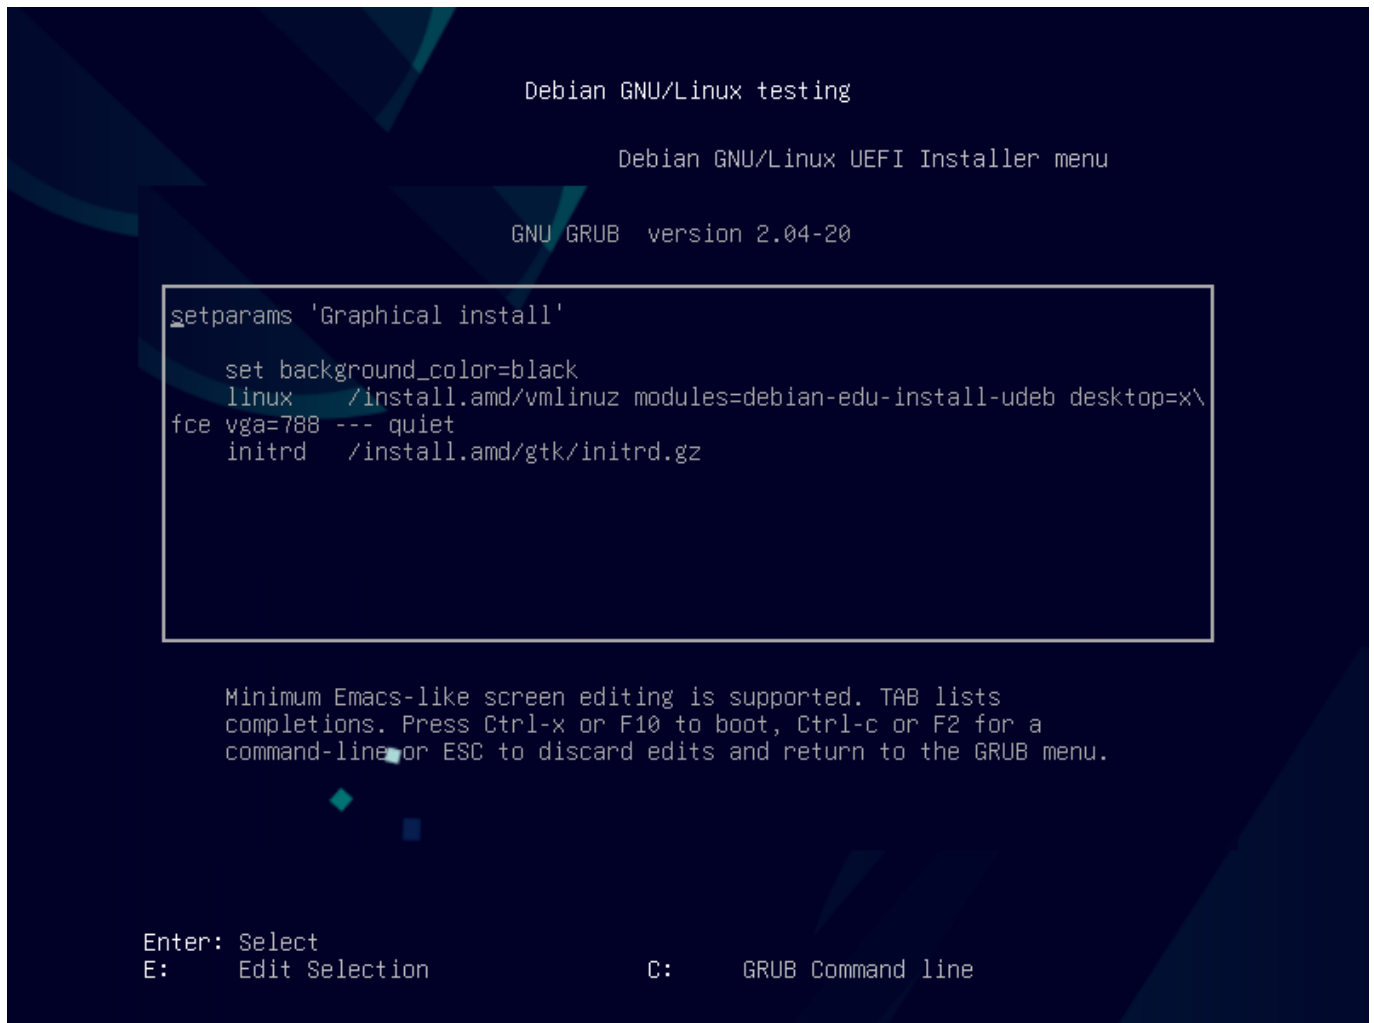 Debian GNU/Linux testing
Debian GNU/Linux UEFI Installer menu
GNU GRUB  version 2.04-20
setparams 'Graphical install'
    set background_color=black
    linux    /install.amd/vmlinuz modules=debian-edu-install-udeb desktop=x\
fce vga=788 --- quiet
    initrd   /install.amd/gtk/initrd.gz
Minimum Emacs-like screen editing is supported. TAB lists
completions. Press Ctrl-x or F10 to boot, Ctrl-c or F2 for a
command-line or ESC to discard edits and return to the GRUB menu.
Enter: Select
E:     Edit Selection                C:     GRUB Command line